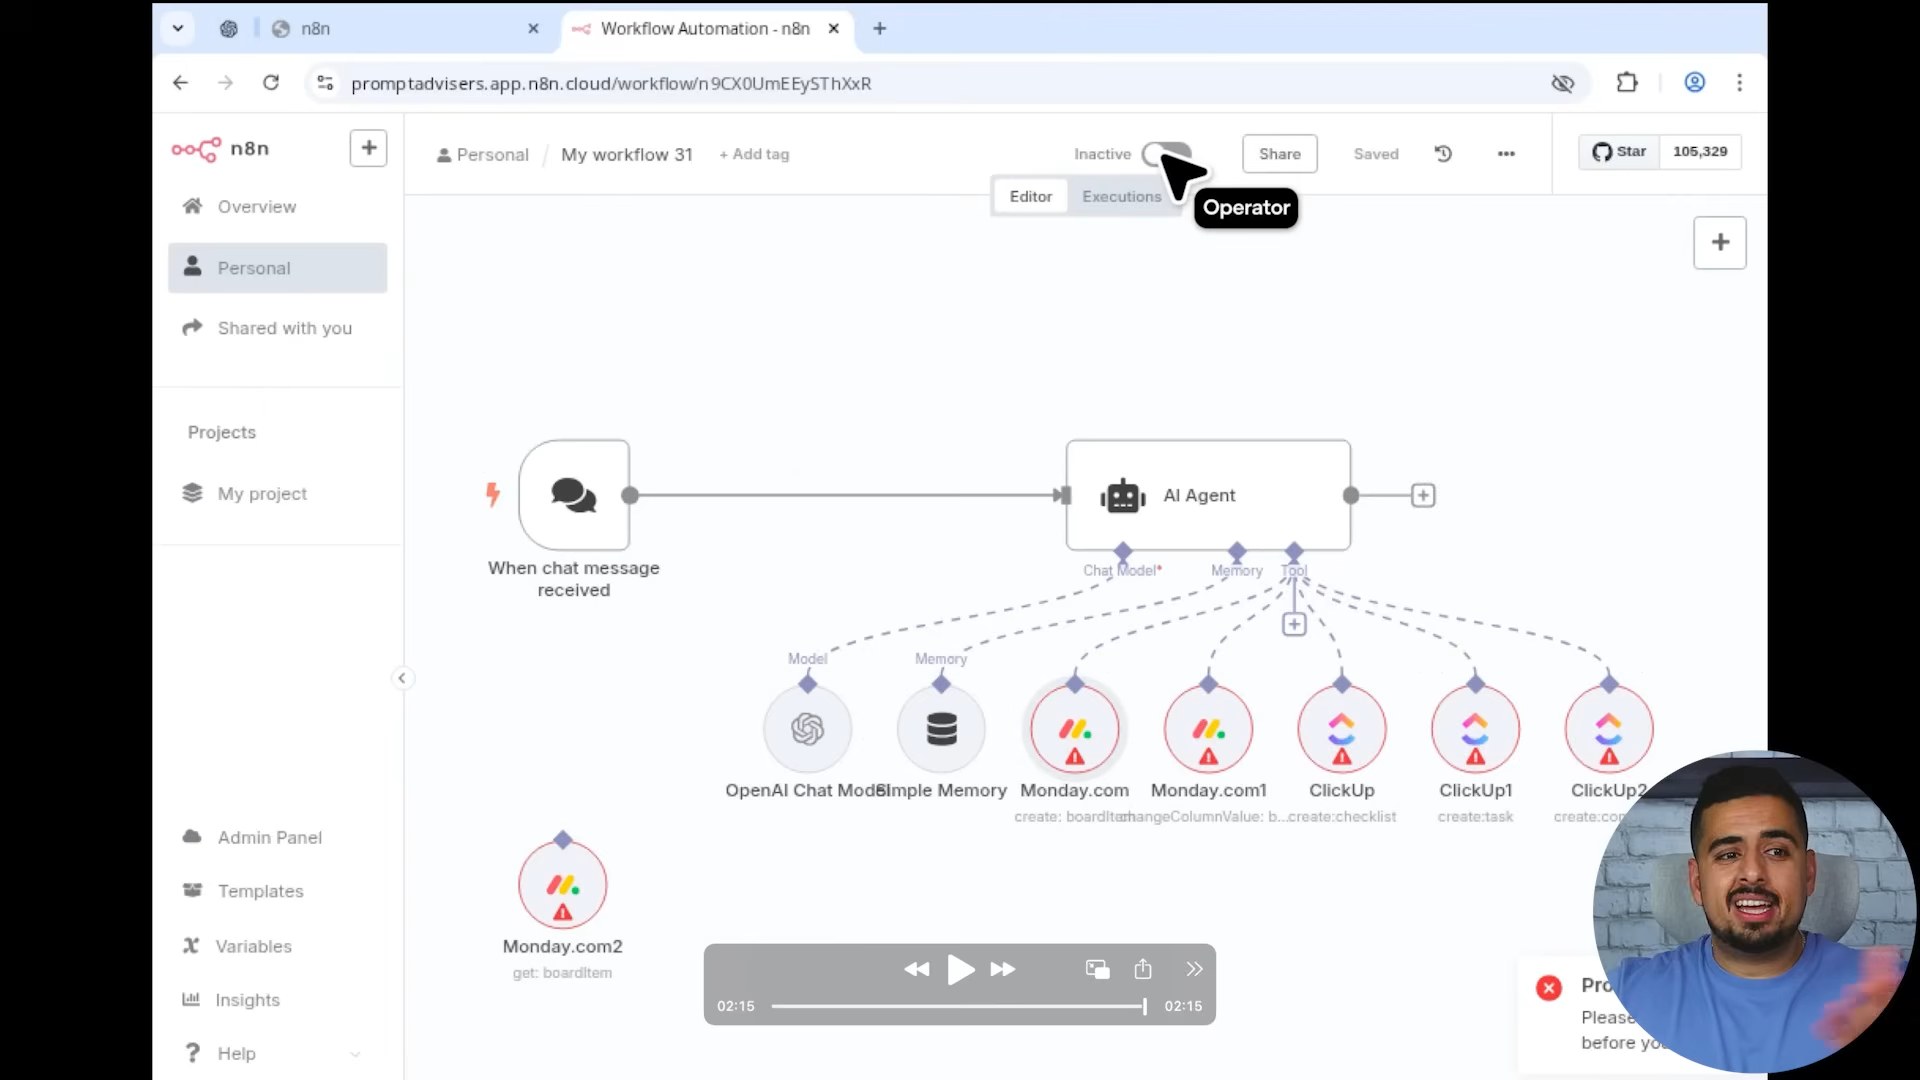 n8n
Workflow Automation - n8n
promptadvisers.app.n8n.cloud/workflow/n9CX0UmEEySThXxR
n8n
Personal / My workflow 31 + Add tag
Inactive
Share
Saved
Star 105,329
Editor Executions
Operator
Overview
Personal
Shared with you
Projects
My project
Admin Panel
Templates
Variables
Insights
Help
When chat message
received
AI Agent
Chat Model*
Memory
Tool
Model
Memory
OpenAI Chat Model
Simple Memory
Monday.com
create: boardItem
Monday.com1
changeColumnValue: b...
ClickUp
create:checklist
ClickUp1
create:task
ClickUp2
Monday.com2
get: boardItem
02:15
02:15
Please
before